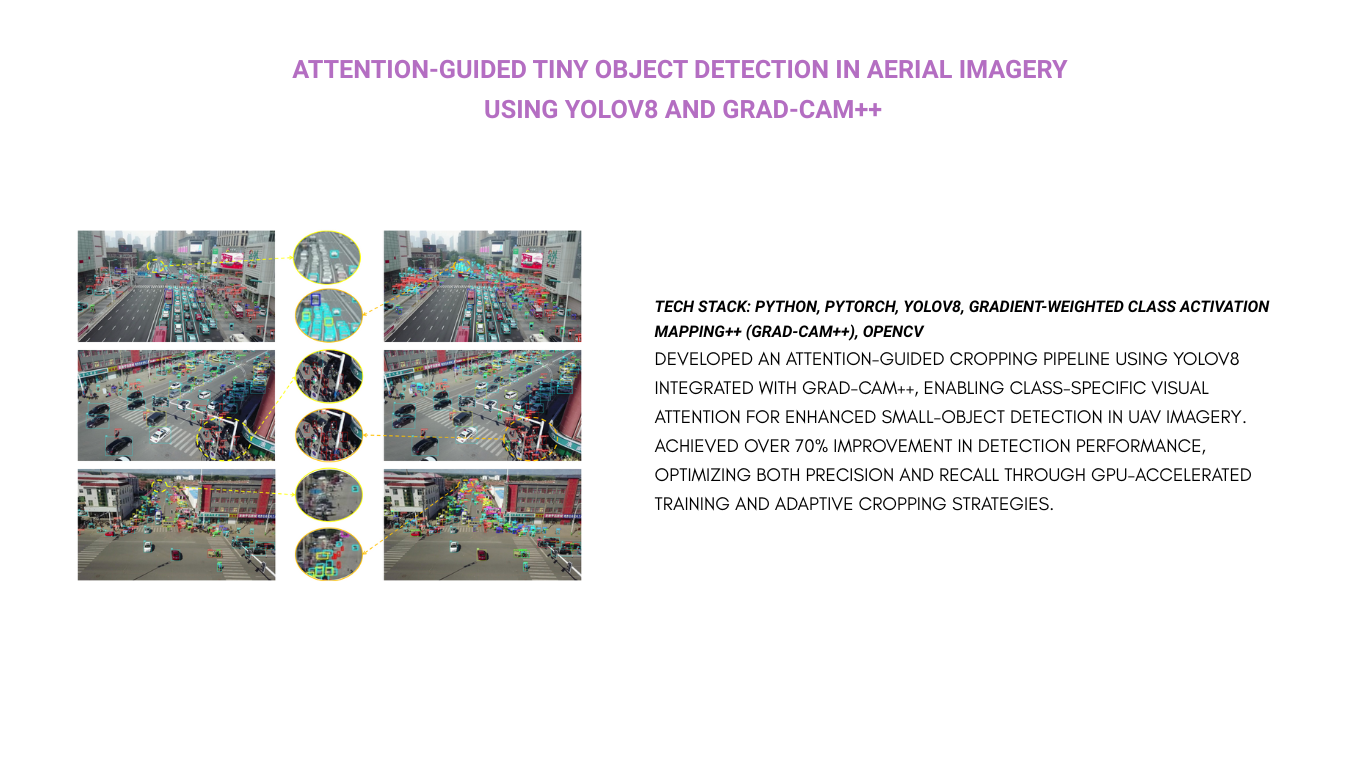 ATTENTION-GUIDED TINY OBJECT DETECTION IN AERIAL IMAGERY
USING YOLOV8 AND GRAD-CAM++
TECH STACK: PYTHON, PYTORCH, YOLOV8, GRADIENT-WEIGHTED CLASS ACTIVATION
MAPPING++ (GRAD-CAM++), OPENCV
DEVELOPED AN ATTENTION-GUIDED CROPPING PIPELINE USING YOLOV8
INTEGRATED WITH GRAD-CAM++, ENABLING CLASS-SPECIFIC VISUAL
ATTENTION FOR ENHANCED SMALL-OBJECT DETECTION IN UAV IMAGERY.
ACHIEVED OVER 70% IMPROVEMENT IN DETECTION PERFORMANCE,
OPTIMIZING BOTH PRECISION AND RECALL THROUGH GPU-ACCELERATED
TRAINING AND ADAPTIVE CROPPING STRATEGIES.